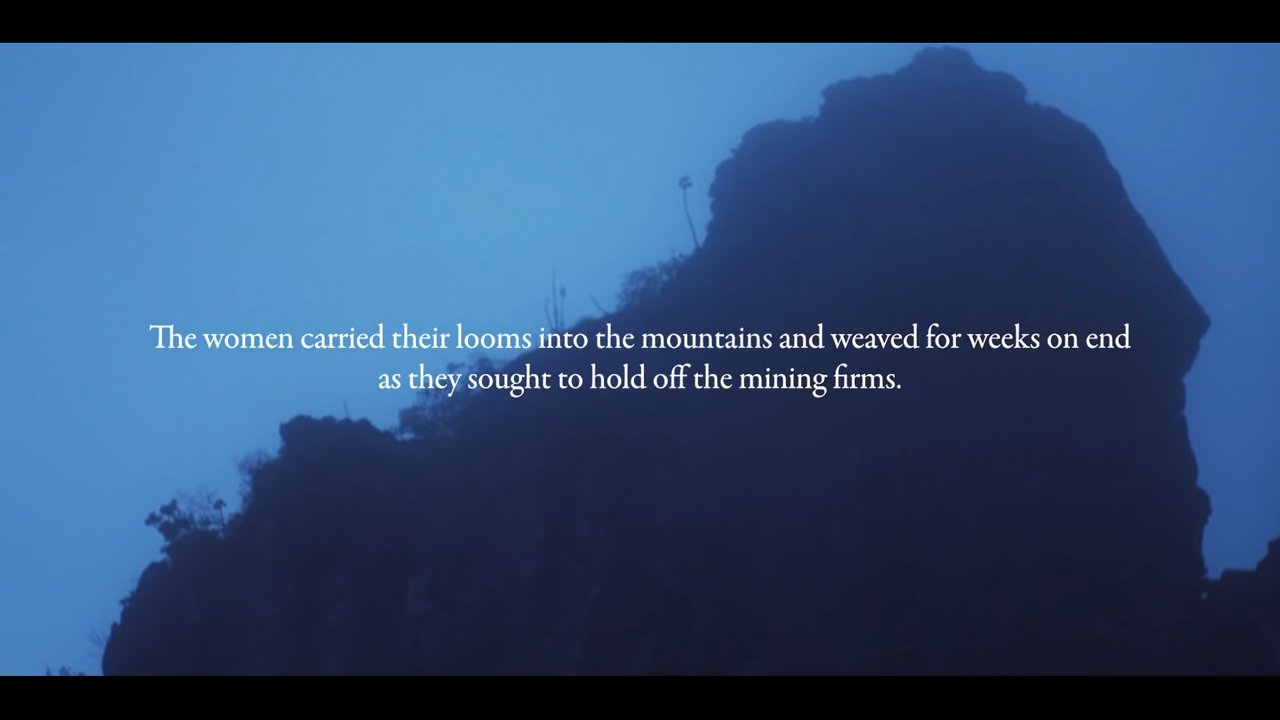 The women carried their looms into the mountains and weaved for weeks on end
as they sought to hold off the mining firms.